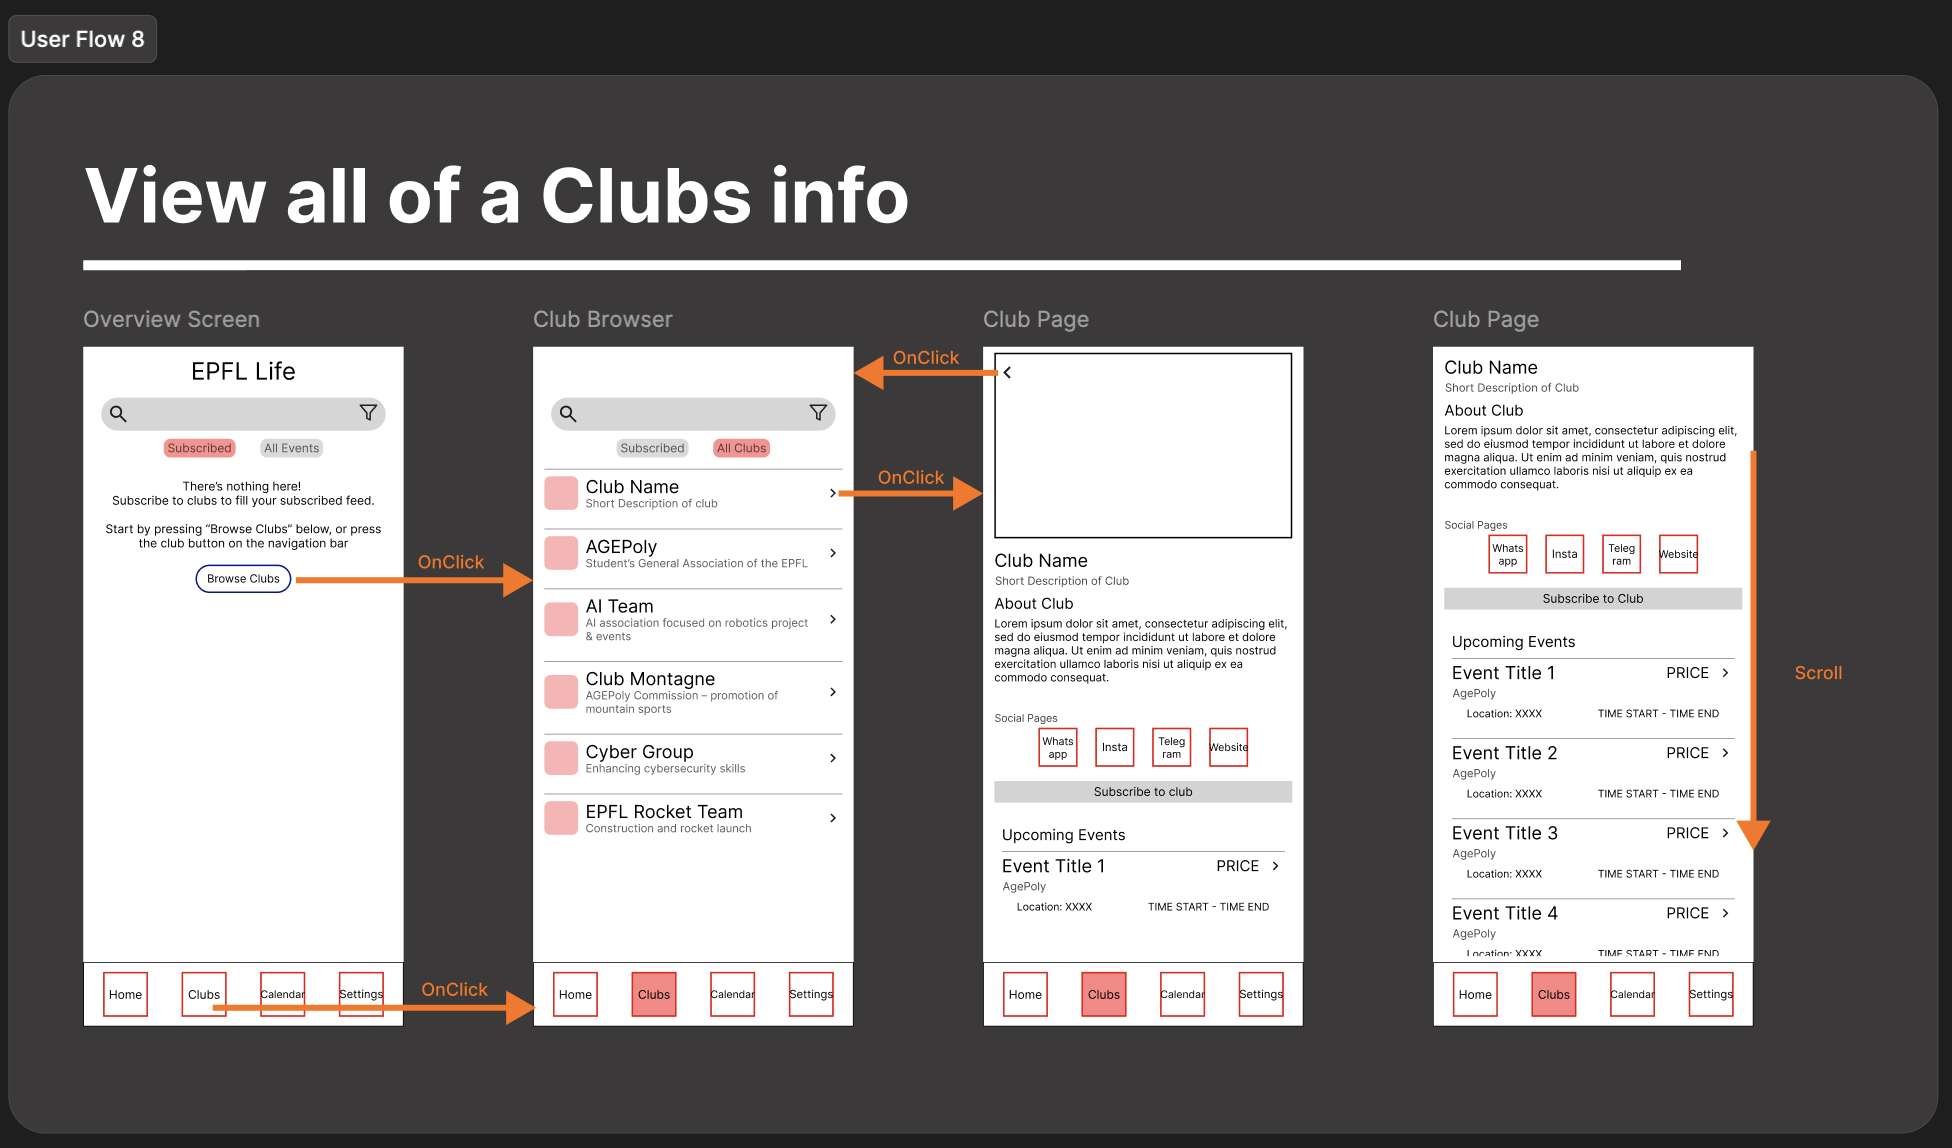 User Flow 8
View all of a Clubs info
Overview Screen
EPFL Life
Subscribed
All Events
There's nothing here!
Subscribe to clubs to fill your subscribed feed.
Start by pressing “Browse Clubs” below, or press
the club button on the navigation bar
Browse Clubs
Home
Clubs
Calendar
Settings
OnClick
OnClick
Club Browser
Subscribed
All Clubs
Club Name
Short Description of club
AGEPoly
Student's General Association of the EPFL
AI Team
AI association focused on robotics project
& events
Club Montagne
AGEPoly Commission – promotion of
mountain sports
Cyber Group
Enhancing cybersecurity skills
EPFL Rocket Team
Construction and rocket launch
Home
Clubs
Calendar
Settings
OnClick
OnClick
Club Page
Club Name
Short Description of Club
About Club
Lorem ipsum dolor sit amet, consectetur adipiscing elit,
sed do eiusmod tempor incididunt ut labore et dolore
magna aliqua. Ut enim ad minim veniam, quis nostrud
exercitation ullamco laboris nisi ut aliquip ex ea
commodo consequat.
Social Pages
Whats
app
Insta
Teleg
ram
Website
Subscribe to club
Upcoming Events
Event Title 1
PRICE
AgePoly
Location: XXXX
TIME START - TIME END
Home
Clubs
Calendar
Settings
Club Page
Club Name
Short Description of Club
About Club
Lorem ipsum dolor sit amet, consectetur adipiscing elit,
sed do eiusmod tempor incididunt ut labore et dolore
magna aliqua. Ut enim ad minim veniam, quis nostrud
exercitation ullamco laboris nisi ut aliquip ex ea
commodo consequat.
Social Pages
Whats
app
Insta
Teleg
ram
Website
Subscribe to Club
Upcoming Events
Event Title 1
PRICE
AgePoly
Location: XXXX
TIME START - TIME END
Event Title 2
PRICE
AgePoly
Location: XXXX
TIME START - TIME END
Event Title 3
PRICE
AgePoly
Location: XXXX
TIME START - TIME END
Event Title 4
PRICE
AgePoly
Location: XXXX
TIME START - TIME END
Home
Clubs
Calendar
Settings
Scroll